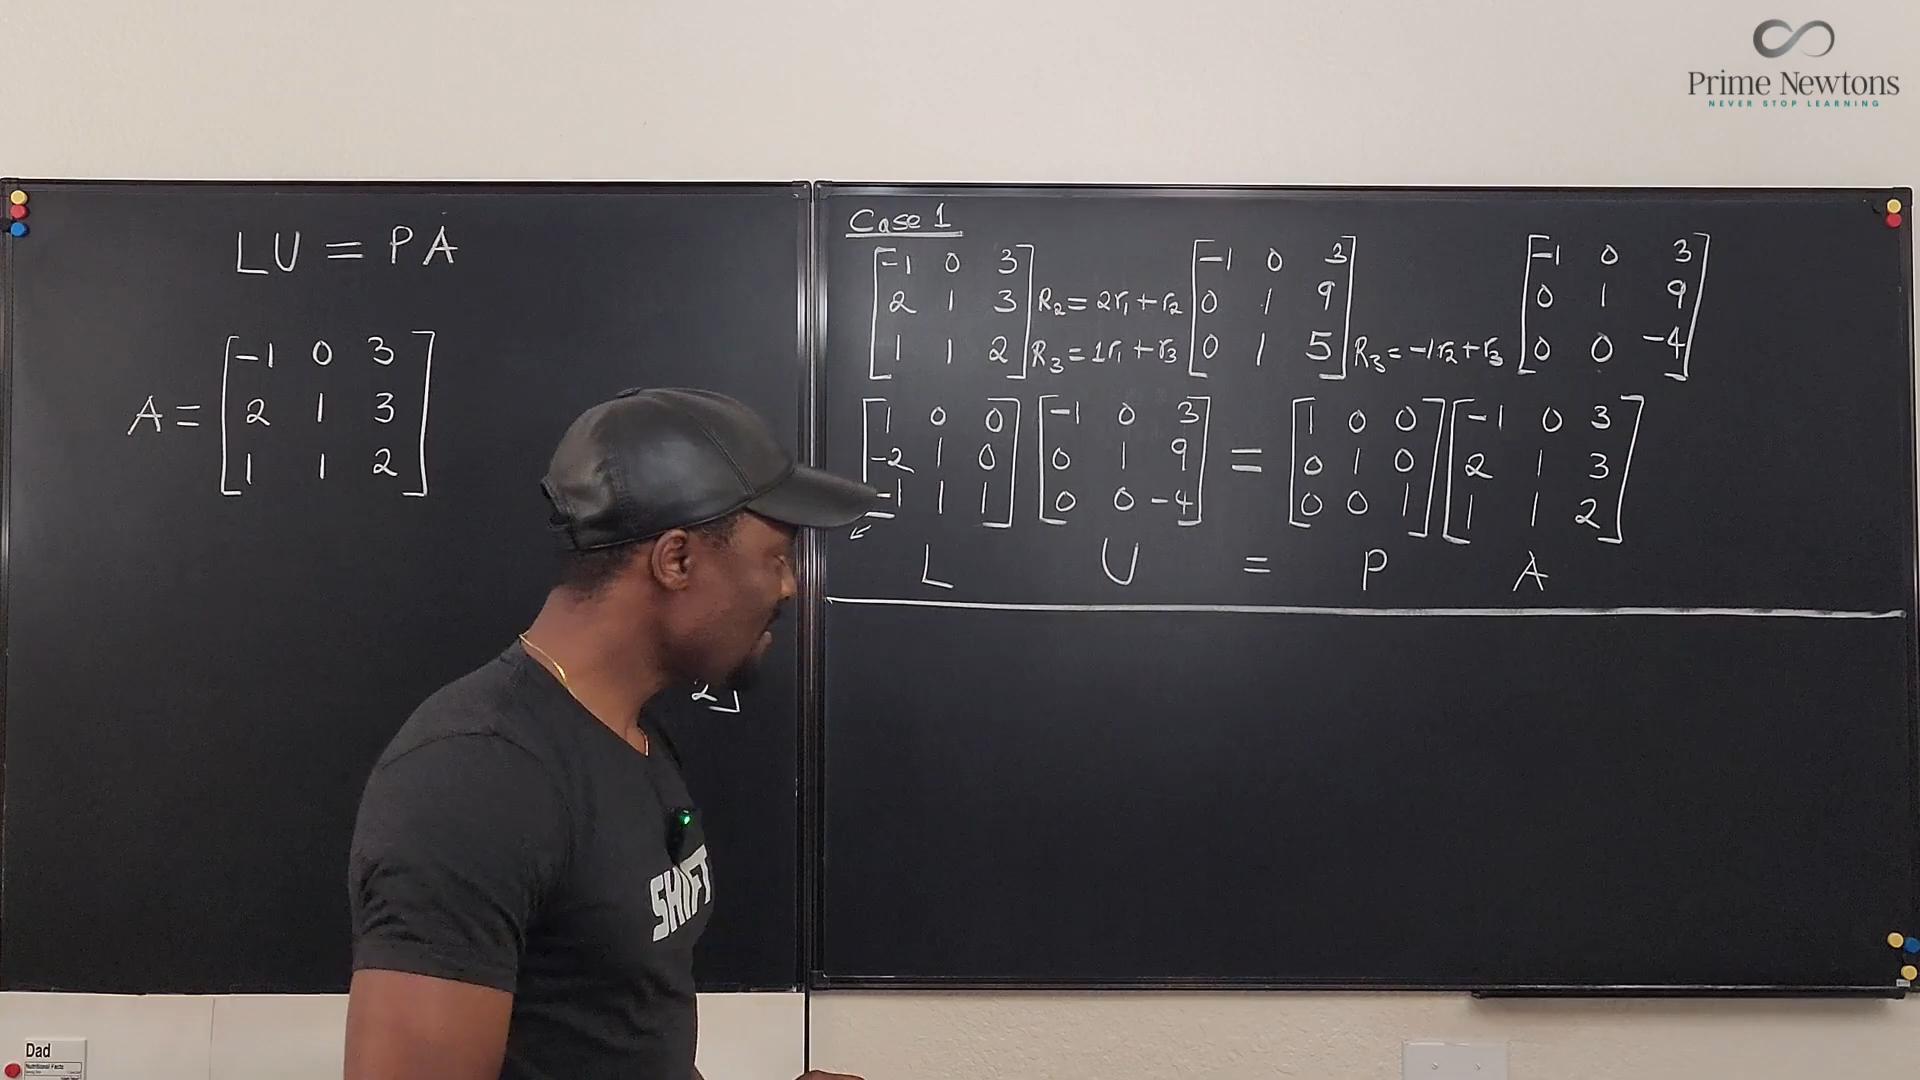 Prime Newtons
NEVER STOP LEARNING
LU = PA
A = [-1 0 3
2 1 3
1 1 2]
2]
Case 1
[-1 0 3] [-1 0 3] [-1 0 3]
[2 1 3] R₂ = 2r₁ + r₂ [0 1 9] [0 1 9]
[1 1 2] R₃ = 1r₁ + r₃ [0 1 5] R₃ = -1r₂ + r₃ [0 0 -4]
[1 0 0] [-1 0 3] [1 0 0] [-1 0 3]
[-2 1 0] [0 1 9] = [0 1 0] [2 1 3]
[-1 1 1] [0 0 -4] [0 0 1] [1 1 2]
L U = P A
SHIFT
Dad
Nutritional Facts